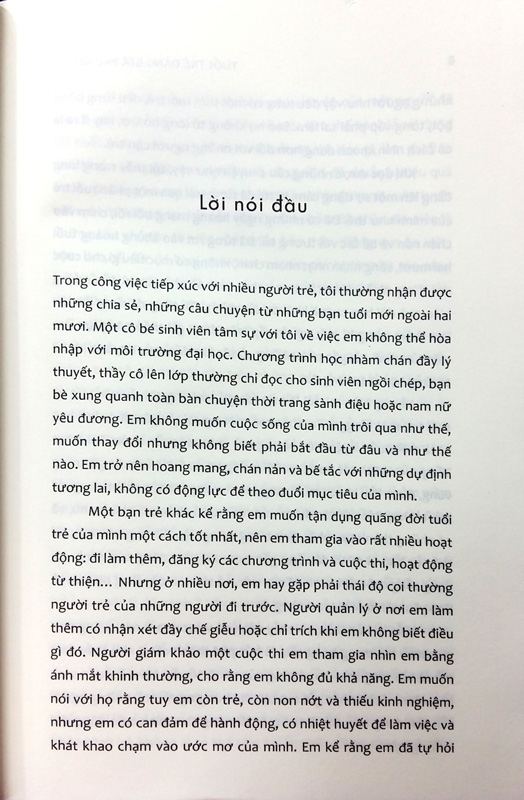 Lời nói đầu
Trong công việc tiếp xúc với nhiều người trẻ, tôi thường nhận được
những chia sẻ, những câu chuyện từ những bạn tuổi mới ngoài hai
mươi. Một cô bé sinh viên tâm sự với tôi về việc em không thể hòa
nhập với môi trường đại học. Chương trình học nhàm chán đầy lý
thuyết, thầy cô lên lớp thường chỉ đọc cho sinh viên ngồi chép, bạn
bè xung quanh toàn bàn chuyện thời trang sành điệu hoặc nam nữ
yêu đương. Em không muốn cuộc sống của mình trôi qua như thế,
muốn thay đổi nhưng không biết phải bắt đầu từ đâu và như thế
nào. Em trở nên hoang mang, chán nản và bế tắc với những dự định
tương lai, không có động lực để theo đuổi mục tiêu của mình.
Một bạn trẻ khác kể rằng em muốn tận dụng quãng đời tuổi
trẻ của mình một cách tốt nhất, nên em tham gia vào rất nhiều hoạt
động: đi làm thêm, đăng ký các chương trình và cuộc thi, hoạt động
từ thiện... Nhưng ở nhiều nơi, em hay gặp phải thái độ coi thường
người trẻ của những người đi trước. Người quản lý ở nơi em làm
thêm có nhận xét đầy chế giễu hoặc chỉ trích khi em không biết điều
gì đó. Người giám khảo một cuộc thi em tham gia nhìn em bằng
ánh mắt khinh thường, cho rằng em không đủ khả năng. Em muốn
nói với họ rằng tuy em còn trẻ, còn non nớt và thiếu kinh nghiệm,
nhưng em có can đảm để hành động, có nhiệt huyết để làm việc và
khát khao chạm vào ước mơ của mình. Em kể rằng em đã tự hỏi